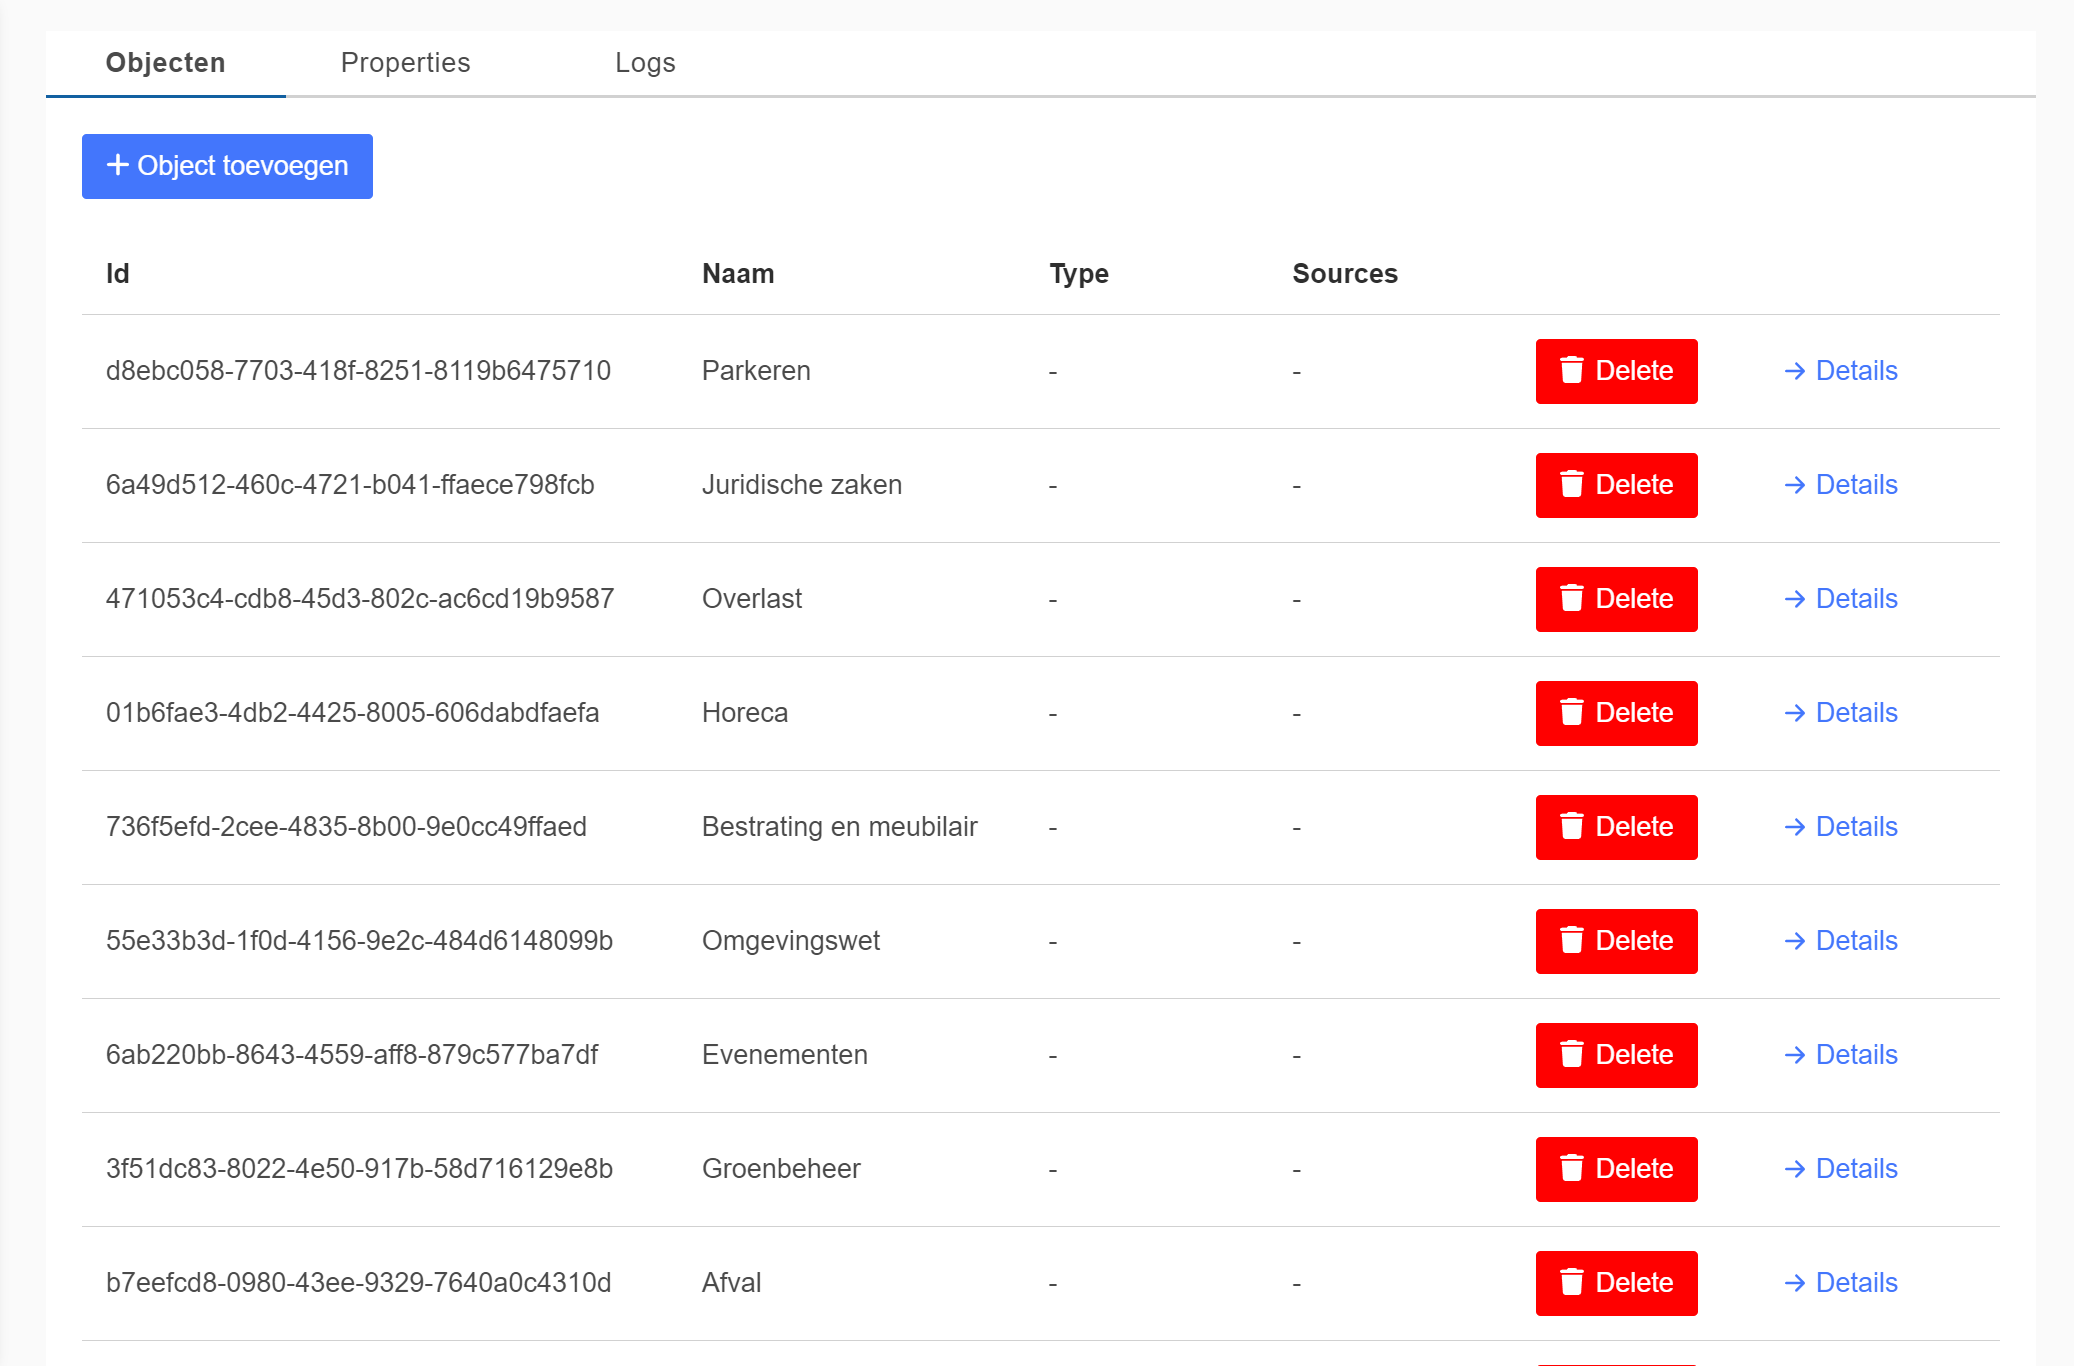 Objecten Properties Logs
+ Object toevoegen
Id Naam Type Sources
d8ebc058-7703-418f-8251-8119b6475710 Parkeren - - Delete → Details
6a49d512-460c-4721-b041-ffaece798fcb Juridische zaken - - Delete → Details
471053c4-cdb8-45d3-802c-ac6cd19b9587 Overlast - - Delete → Details
01b6fae3-4db2-4425-8005-606dabdfaefa Horeca - - Delete → Details
736f5efd-2cee-4835-8b00-9e0cc49ffaed Bestrating en meubilair - - Delete → Details
55e33b3d-1f0d-4156-9e2c-484d6148099b Omgevingswet - - Delete → Details
6ab220bb-8643-4559-aff8-879c577ba7df Evenementen - - Delete → Details
3f51dc83-8022-4e50-917b-58d716129e8b Groenbeheer - - Delete → Details
b7eefcd8-0980-43ee-9329-7640a0c4310d Afval - - Delete → Details